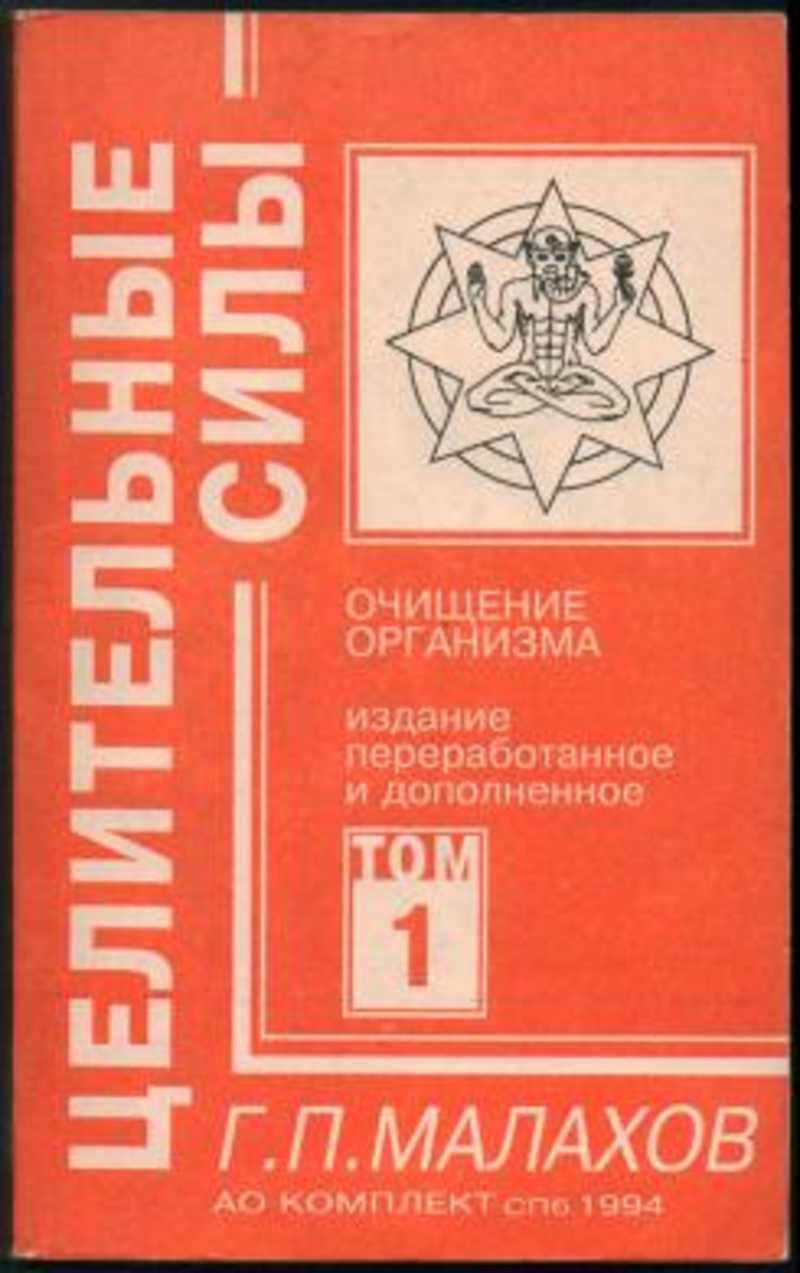 ЦЕЛИТЕЛЬНЫЕ
СИЛЫ
ОЧИЩЕНИЕ
ОРГАНИЗМА
издание
переработанное
и дополненное
ТОМ
1
Г.П.МАЛАХОВ
АО КОМПЛЕКТ спб 1994